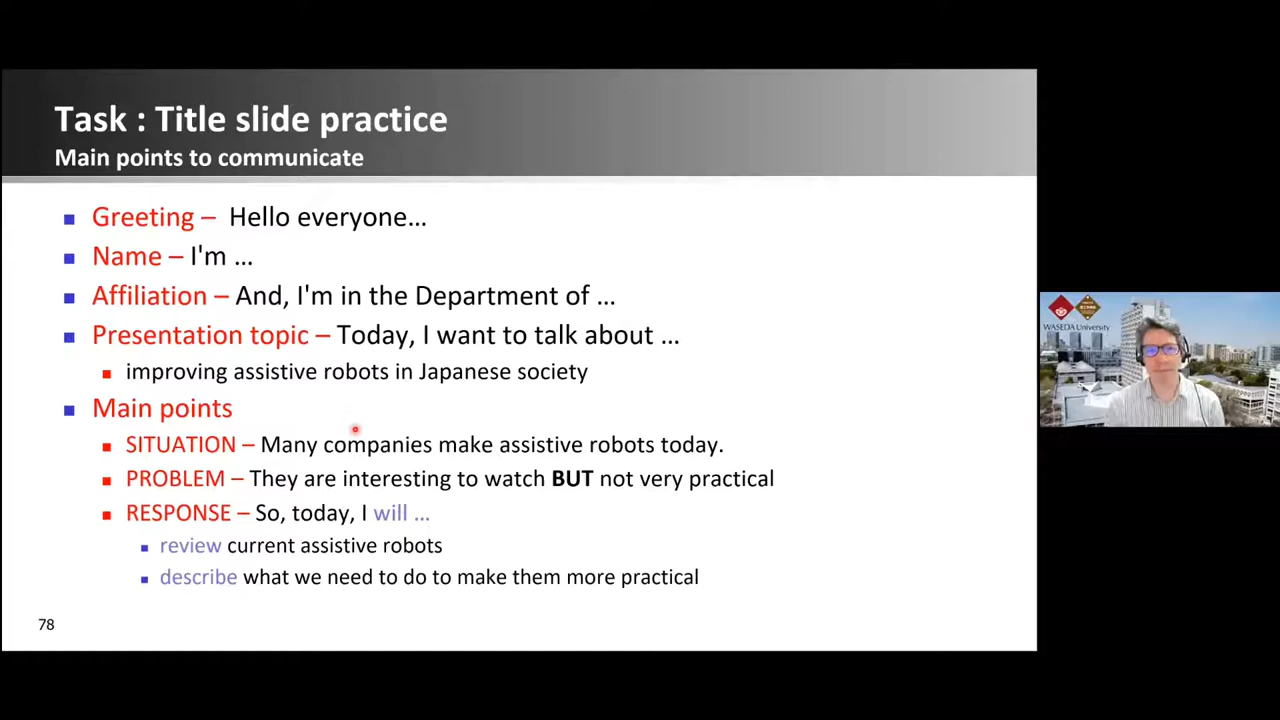 Task : Title slide practice
Main points to communicate
Greeting – Hello everyone…
Name – I'm …
Affiliation – And, I'm in the Department of …
Presentation topic – Today, I want to talk about …
improving assistive robots in Japanese society
Main points
SITUATION – Many companies make assistive robots today.
PROBLEM – They are interesting to watch BUT not very practical
RESPONSE – So, today, I will …
review current assistive robots
describe what we need to do to make them more practical
78
WASEDA University